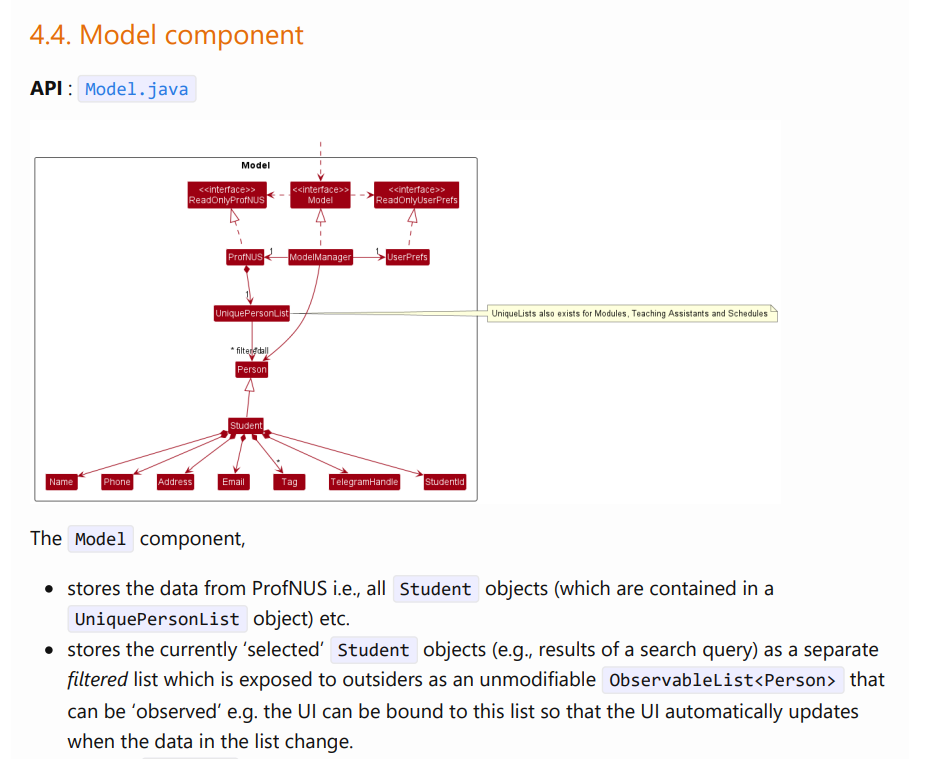 4.4. Model component
API : Model.java
Model
<<interface>>
ReadOnlyProfNUS
<<interface>>
Model
<<interface>>
ReadOnlyUserPrefs
ProfNUS
1
ModelManager
1
UserPrefs
1
UniquePersonList
UniqueLists also exists for Modules, Teaching Assistants and Schedules
* filtered
all
Person
Student
*
Name
Phone
Address
Email
Tag
TelegramHandle
StudentId
The Model component,
• stores the data from ProfNUS i.e., all Student objects (which are contained in a
UniquePersonList object) etc.
• stores the currently ‘selected’ Student objects (e.g., results of a search query) as a separate
filtered list which is exposed to outsiders as an unmodifiable ObservableList<Person> that
can be ‘observed’ e.g. the UI can be bound to this list so that the UI automatically updates
when the data in the list change.